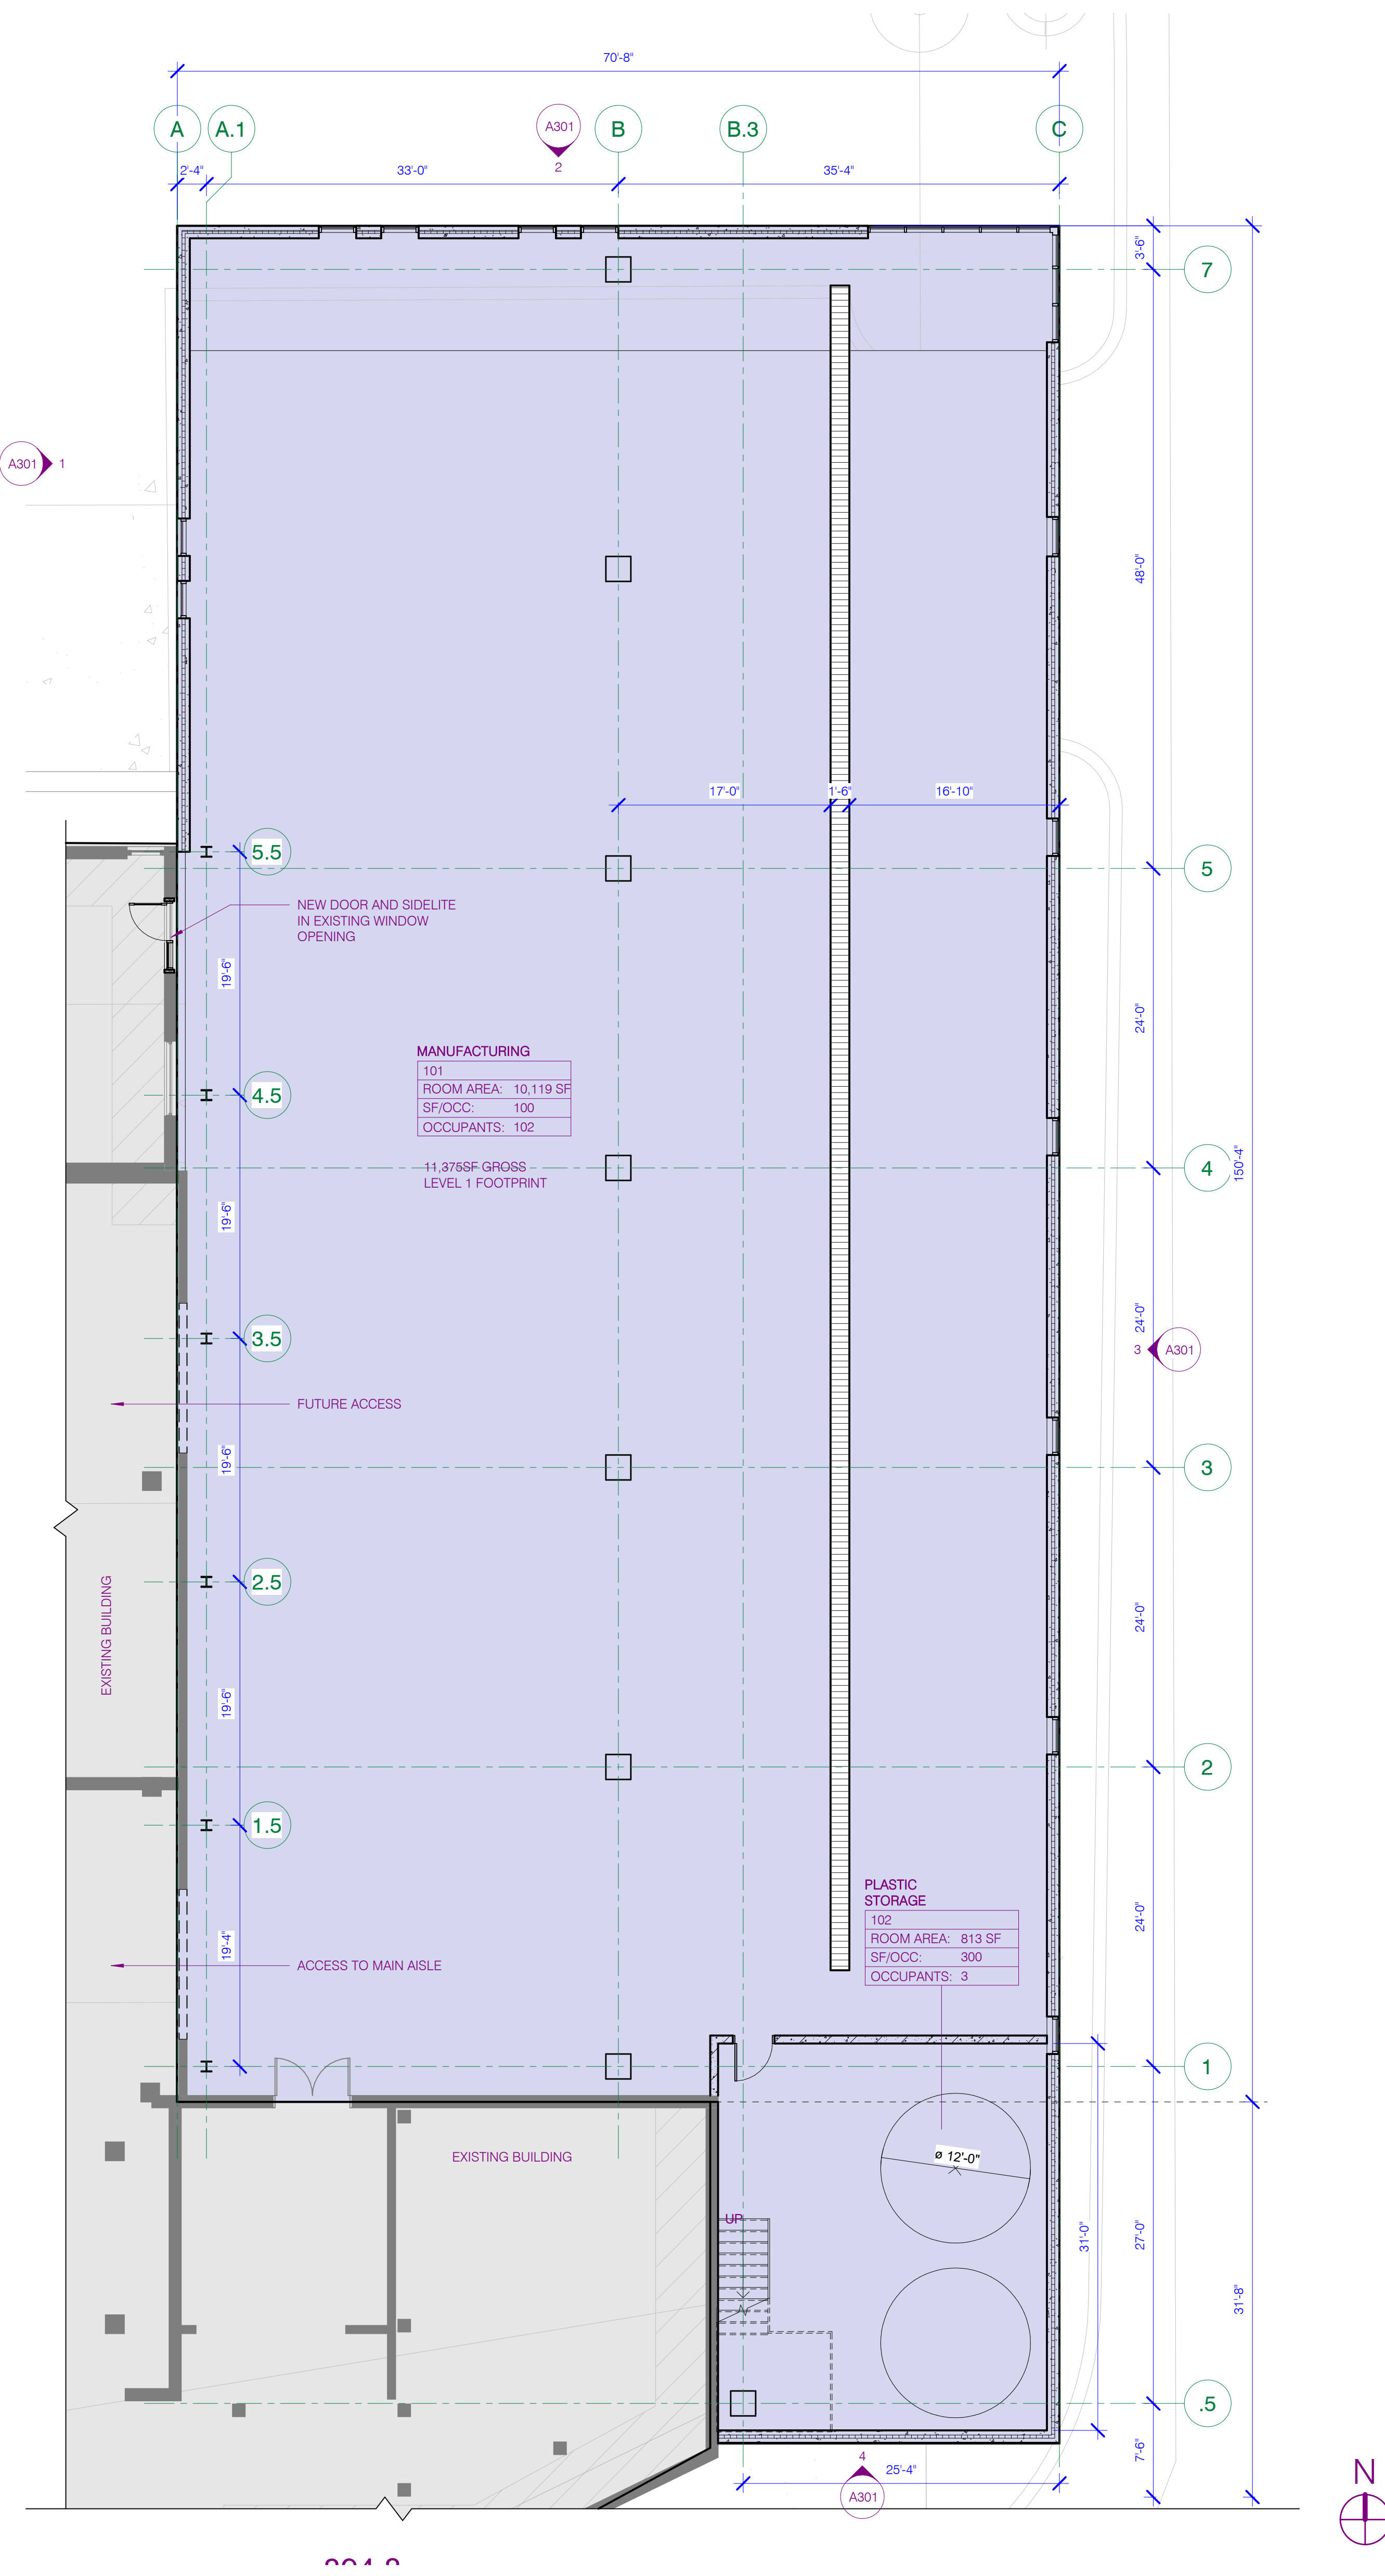 70'-8"
A
A.1
A301
2
B
B.3
C
2'-4"
33'-0"
35'-4"
3'-6"
7
A301
1
48'-0"
17'-0"
1'-6"
16'-10"
5.5
5
NEW DOOR AND SIDELITE
IN EXISTING WINDOW
OPENING
19'-6"
24'-0"
MANUFACTURING
101
ROOM AREA: 10,119 SF
SF/OCC: 100
OCCUPANTS: 102
4.5
11,375SF GROSS
LEVEL 1 FOOTPRINT
4
150'-4"
19'-6"
24'-0"
3.5
3
A301
FUTURE ACCESS
19'-6"
3
EXISTING BUILDING
2.5
24'-0"
19'-6"
2
1.5
PLASTIC
STORAGE
102
ROOM AREA: 813 SF
SF/OCC: 300
OCCUPANTS: 3
24'-0"
19'-4"
ACCESS TO MAIN AISLE
1
EXISTING BUILDING
ø 12'-0"
UP
31'-0"
27'-0"
31'-8"
.5
7'-6"
4
A301
25'-4"
N